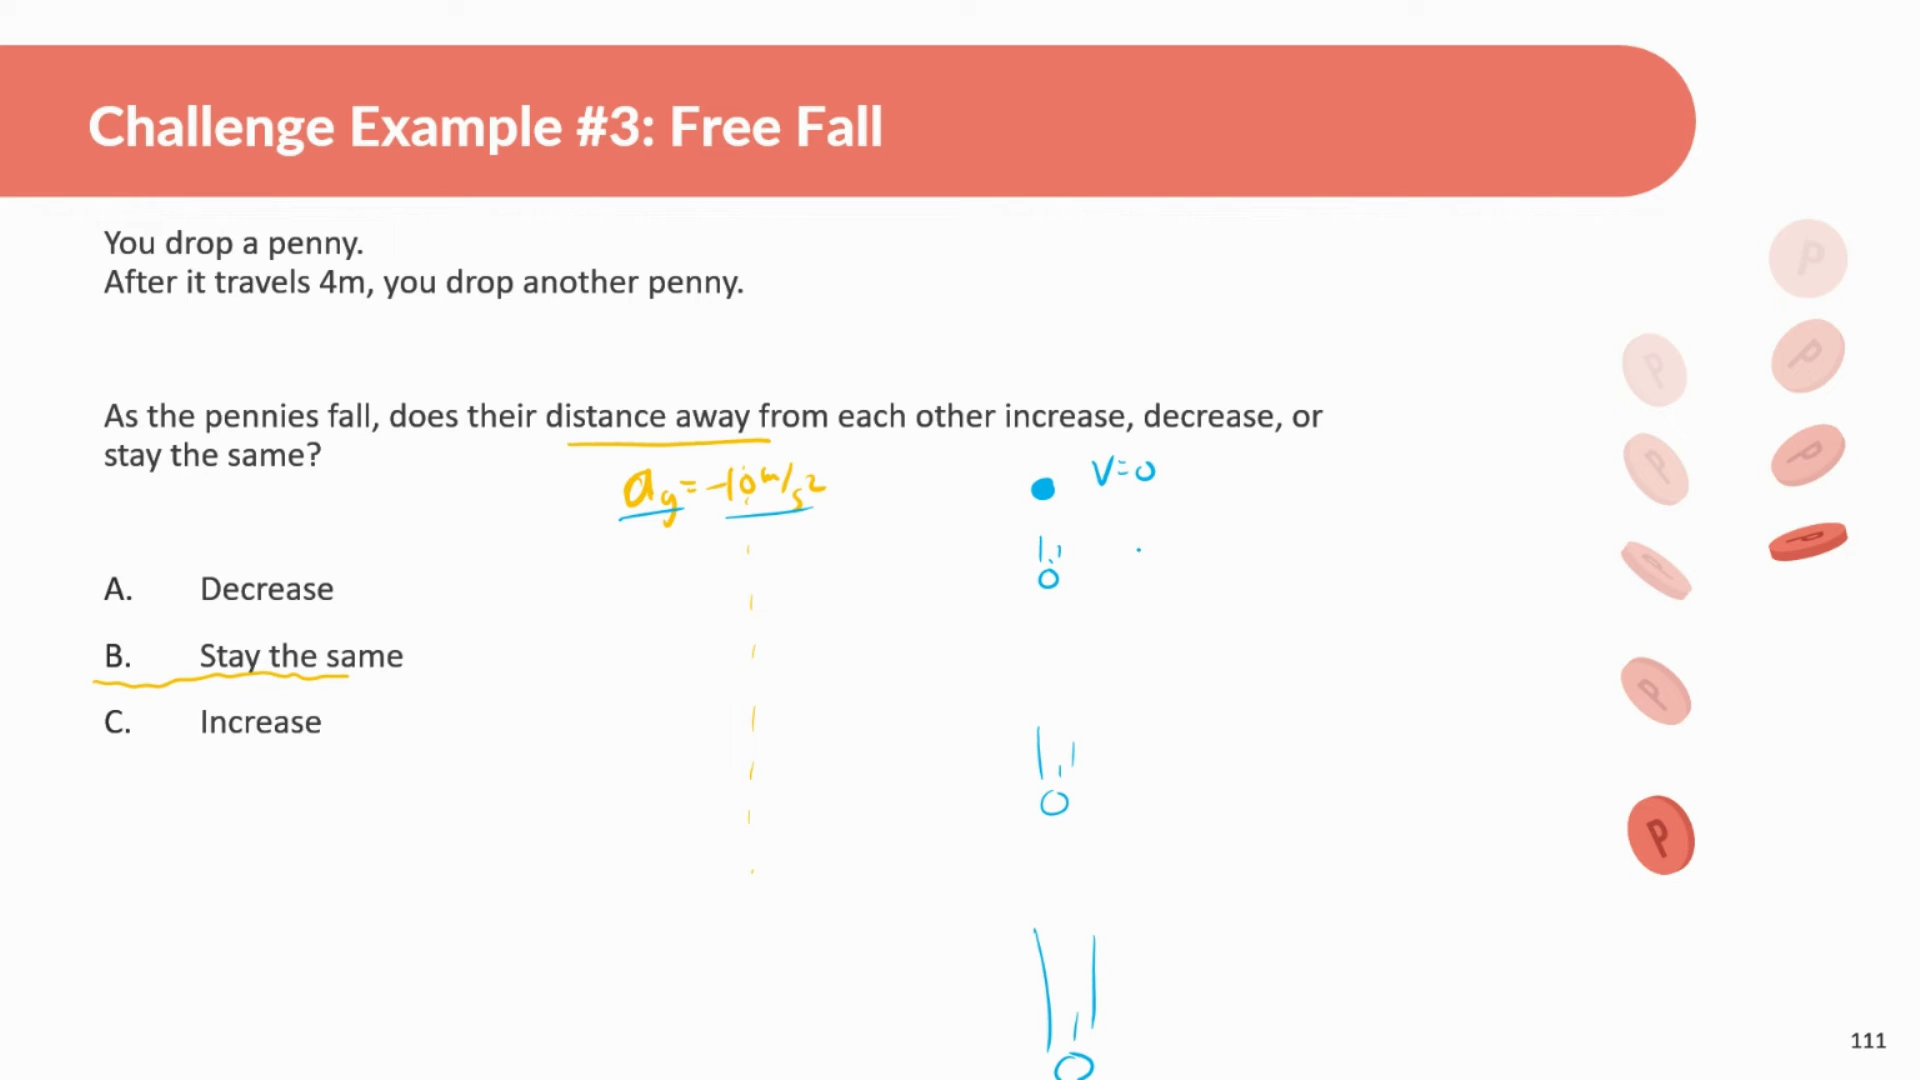 Challenge Example #3: Free Fall
You drop a penny.
After it travels 4m, you drop another penny.
As the pennies fall, does their distance away from each other increase, decrease, or
stay the same?
a_g = -10 m/s²
V=0
A. Decrease
B. Stay the same
C. Increase
P
P
P
P
P
P
P
P
P
111